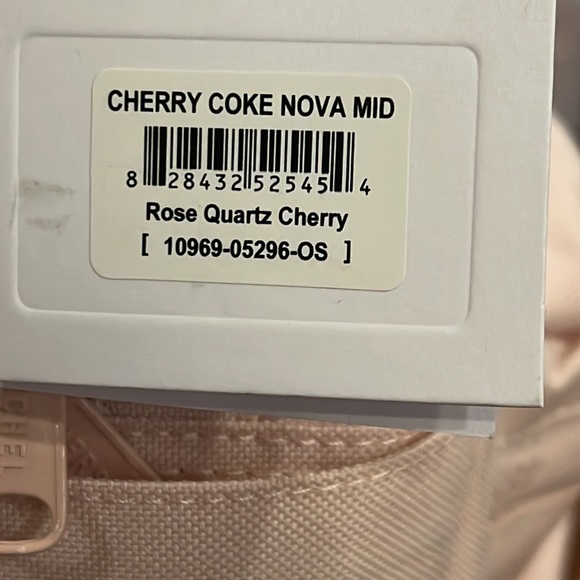 CHERRY COKE NOVA MID
8 28432 52545 4
Rose Quartz Cherry
[ 10969-05296-OS ]